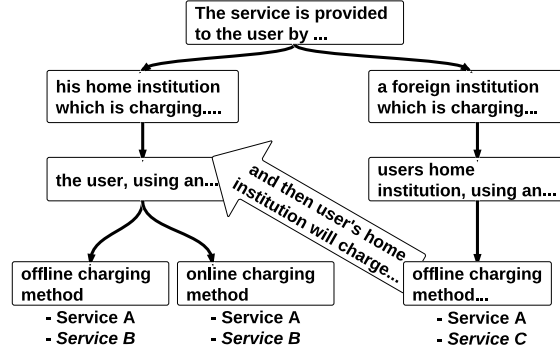 The service is provided
to the user by ...
his home institution
which is charging....
a foreign institution
which is charging...
the user, using an...
and then user's home
institution will charge...
users home
institution, using an...
offline charging
method
online charging
method
offline charging
method...
- Service A
- Service B
- Service A
- Service B
- Service A
- Service C